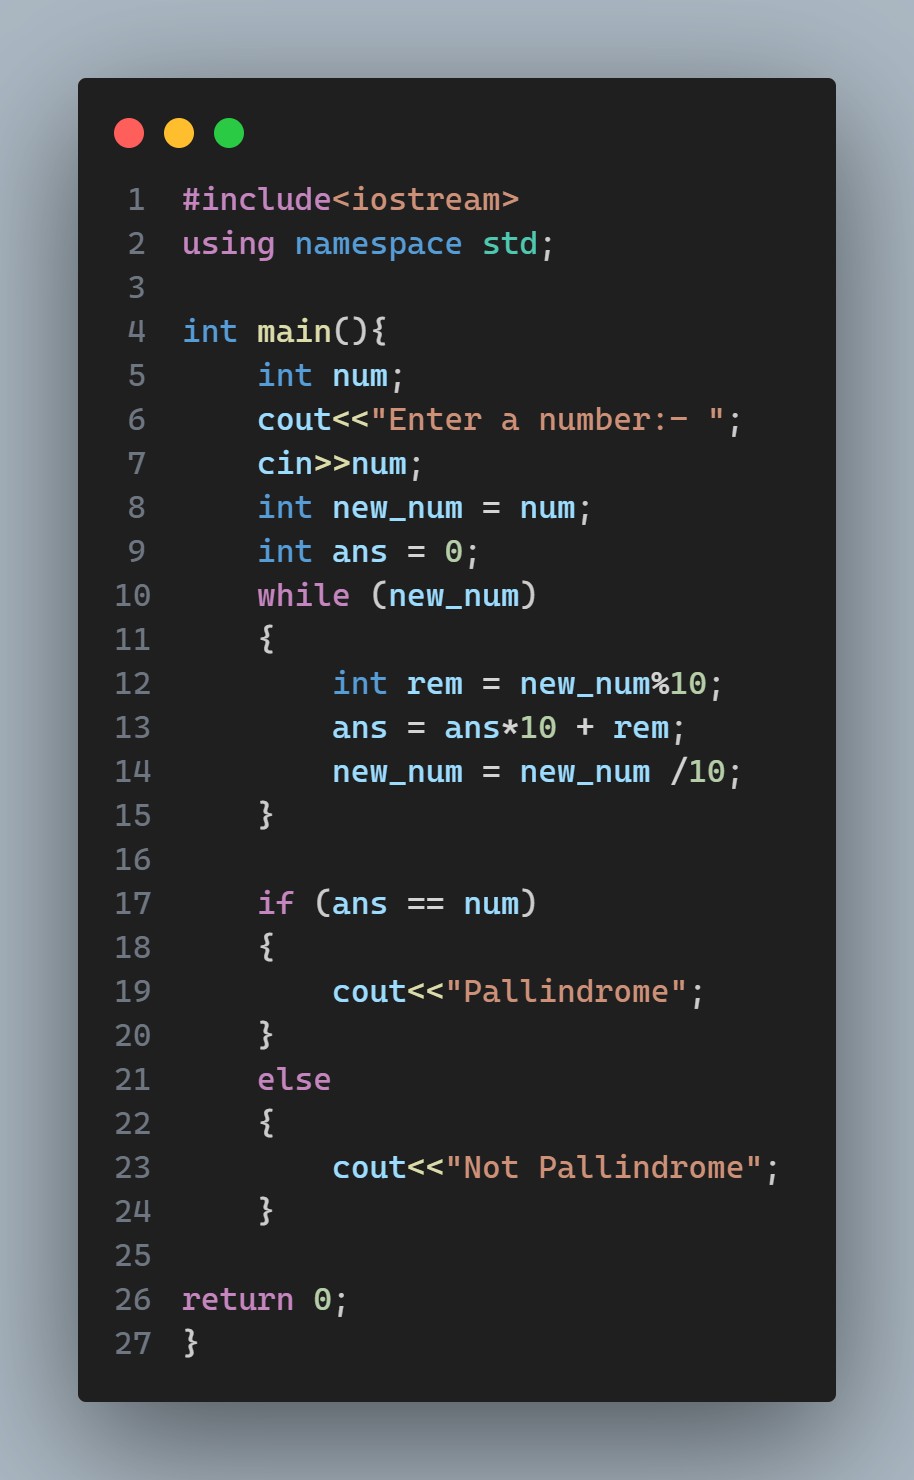 1 #include<iostream>
2 using namespace std;
3
4 int main(){
5     int num;
6     cout<<"Enter a number:- ";
7     cin>>num;
8     int new_num = num;
9     int ans = 0;
10     while (new_num)
11     {
12         int rem = new_num%10;
13         ans = ans*10 + rem;
14         new_num = new_num /10;
15     }
16
17     if (ans == num)
18     {
19         cout<<"Pallindrome";
20     }
21     else
22     {
23         cout<<"Not Pallindrome";
24     }
25
26 return 0;
27 }